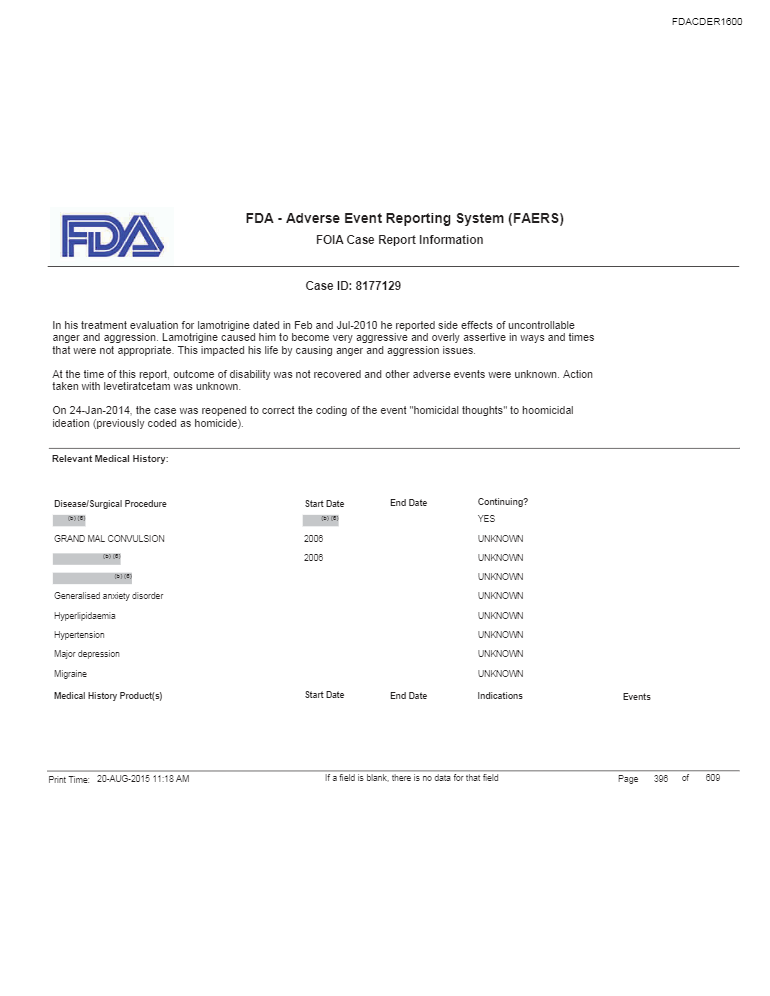 FDACDER1600
FDA
FDA - Adverse Event Reporting System (FAERS)
FOIA Case Report Information
Case ID: 8177129
In his treatment evaluation for lamotrigine dated in Feb and Jul-2010 he reported side effects of uncontrollable
anger and aggression. Lamotrigine caused him to become very aggressive and overly assertive in ways and times
that were not appropriate. This impacted his life by causing anger and aggression issues.
At the time of this report, outcome of disability was not recovered and other adverse events were unknown. Action
taken with levetiratcetam was unknown.
On 24-Jan-2014, the case was reopened to correct the coding of the event "homicidal thoughts" to hoomicidal
ideation (previously coded as homicide).
Relevant Medical History:
Disease/Surgical Procedure Start Date End Date Continuing?
(b) (6) (b) (6) YES
GRAND MAL CONVULSION 2006 UNKNOWN
(b) (6) 2006 UNKNOWN
(b) (6) UNKNOWN
Generalised anxiety disorder UNKNOWN
Hyperlipidaemia UNKNOWN
Hypertension UNKNOWN
Major depression UNKNOWN
Migraine UNKNOWN
Medical History Product(s) Start Date End Date Indications Events
Print Time: 20-AUG-2015 11:18 AM If a field is blank, there is no data for that field Page 396 of 609